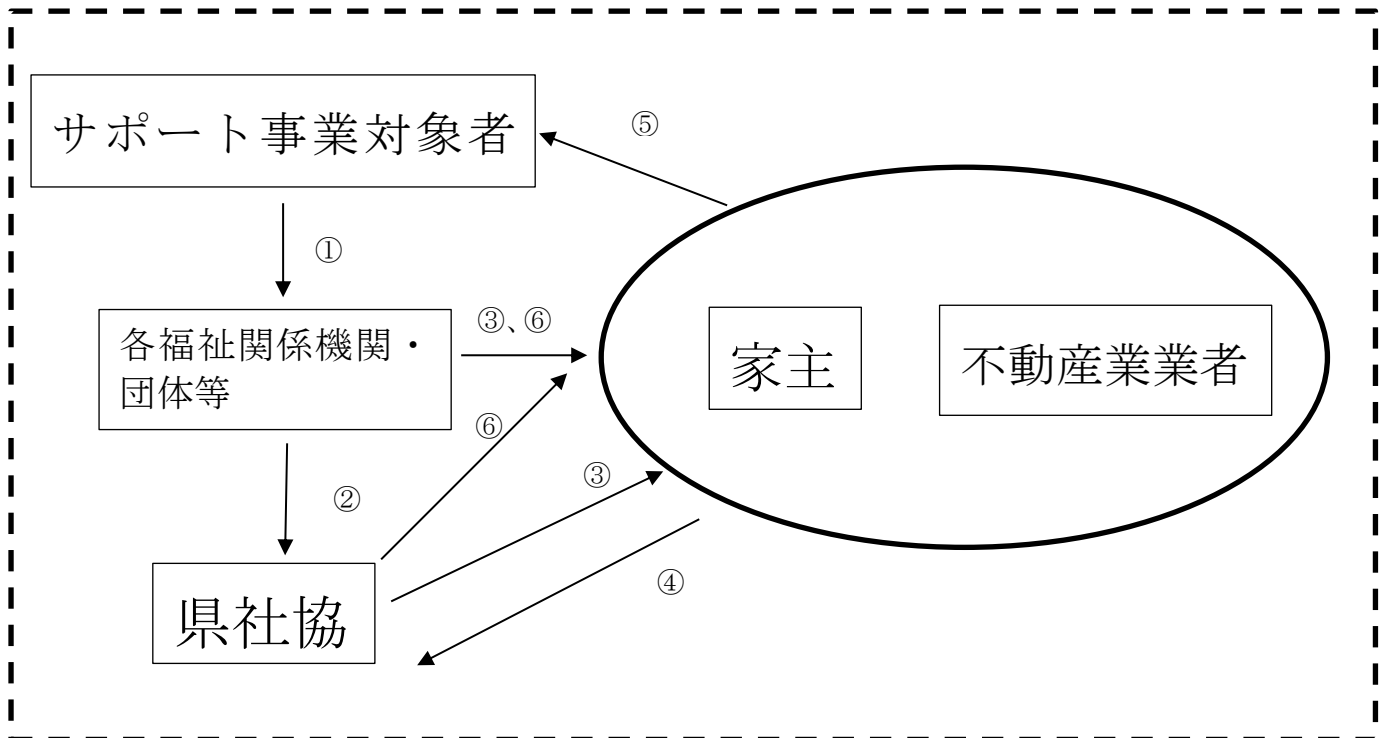 サポート事業対象者
⑤
①
各福祉関係機関・
団体等
③、⑥
家主
不動産業業者
⑥
③
②
④
県社協